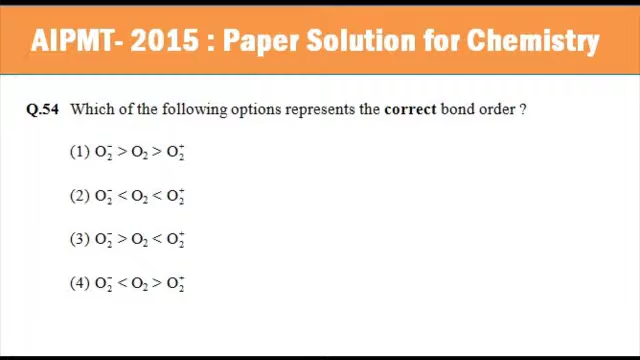 AIPMT- 2015 : Paper Solution for Chemistry
Q.54 Which of the following options represents the correct bond order ?
(1) O₂⁻ > O₂ > O₂⁺
(2) O₂⁻ < O₂ < O₂⁺
(3) O₂⁻ > O₂ < O₂⁺
(4) O₂⁻ < O₂ > O₂⁺